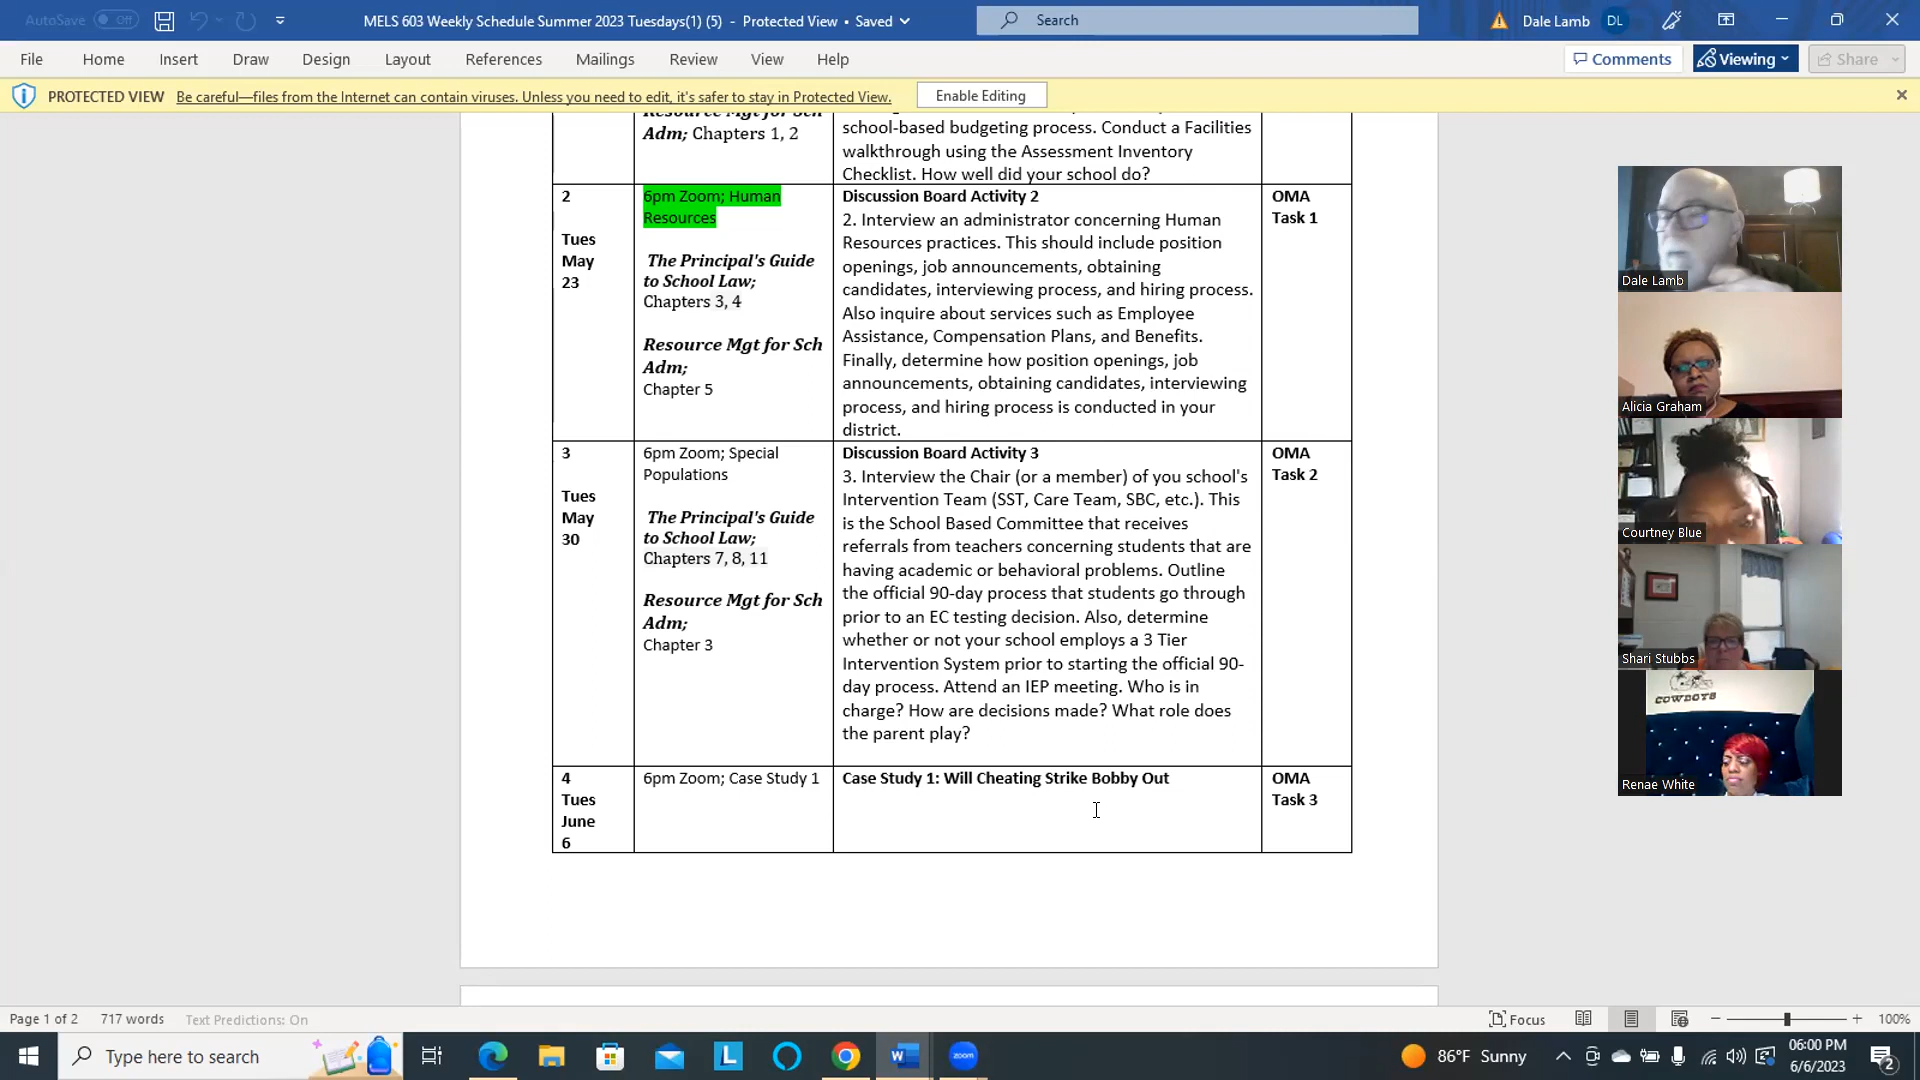 AutoSave Off
MELS 603 Weekly Schedule Summer 2023 Tuesdays(1) (5) - Protected View • Saved
Search
Dale Lamb DL
File Home Insert Draw Design Layout References Mailings Review View Help
Comments Viewing Share
PROTECTED VIEW Be careful—files from the Internet can contain viruses. Unless you need to edit, it's safer to stay in Protected View. Enable Editing
Resource Mgt for Sch
Adm; Chapters 1, 2
school-based budgeting process. Conduct a Facilities
walkthrough using the Assessment Inventory
Checklist. How well did your school do?
2
Tues
May
23
6pm Zoom; Human
Resources
The Principal's Guide
to School Law;
Chapters 3, 4
Resource Mgt for Sch
Adm;
Chapter 5
Discussion Board Activity 2
2. Interview an administrator concerning Human
Resources practices. This should include position
openings, job announcements, obtaining
candidates, interviewing process, and hiring process.
Also inquire about services such as Employee
Assistance, Compensation Plans, and Benefits.
Finally, determine how position openings, job
announcements, obtaining candidates, interviewing
process, and hiring process is conducted in your
district.
OMA
Task 1
3
Tues
May
30
6pm Zoom; Special
Populations
The Principal's Guide
to School Law;
Chapters 7, 8, 11
Resource Mgt for Sch
Adm;
Chapter 3
Discussion Board Activity 3
3. Interview the Chair (or a member) of you school's
Intervention Team (SST, Care Team, SBC, etc.). This
is the School Based Committee that receives
referrals from teachers concerning students that are
having academic or behavioral problems. Outline
the official 90-day process that students go through
prior to an EC testing decision. Also, determine
whether or not your school employs a 3 Tier
Intervention System prior to starting the official 90-
day process. Attend an IEP meeting. Who is in
charge? How are decisions made? What role does
the parent play?
OMA
Task 2
4
Tues
June
6
6pm Zoom; Case Study 1
Case Study 1: Will Cheating Strike Bobby Out
OMA
Task 3
Dale Lamb
Alicia Graham
Courtney Blue
Shari Stubbs
COWBOYS
Renae White
Page 1 of 2 717 words Text Predictions: On
Focus
100%
Type here to search
L
zoom
86°F Sunny
06:00 PM
6/6/2023
2